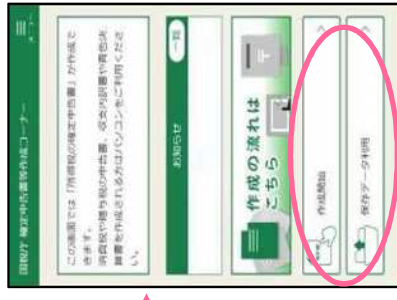 国税庁 確定申告書等作成コーナー
メニュー
この画面では「所得税の確定申告書」が作成で
きます。
消費税や贈与税の申告書、収支内訳書や青色決
算書を作成される方はパソコンをご利用くださ
い。
お知らせ
一覧
作成の流れは
こちら
作成開始
保存データ利用